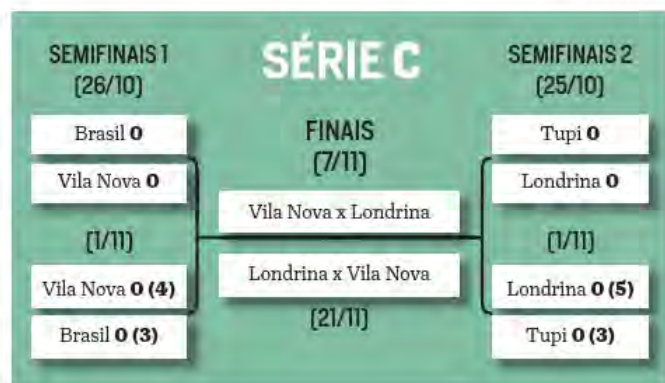 SÉRIE C
SEMIFINAIS 1
(26/10)
Brasil 0
Vila Nova 0
(1/11)
Vila Nova 0 (4)
Brasil 0 (3)
FINAIS
(7/11)
Vila Nova x Londrina
Londrina x Vila Nova
(21/11)
SEMIFINAIS 2
(25/10)
Tupi 0
Londrina 0
(1/11)
Londrina 0 (5)
Tupi 0 (3)